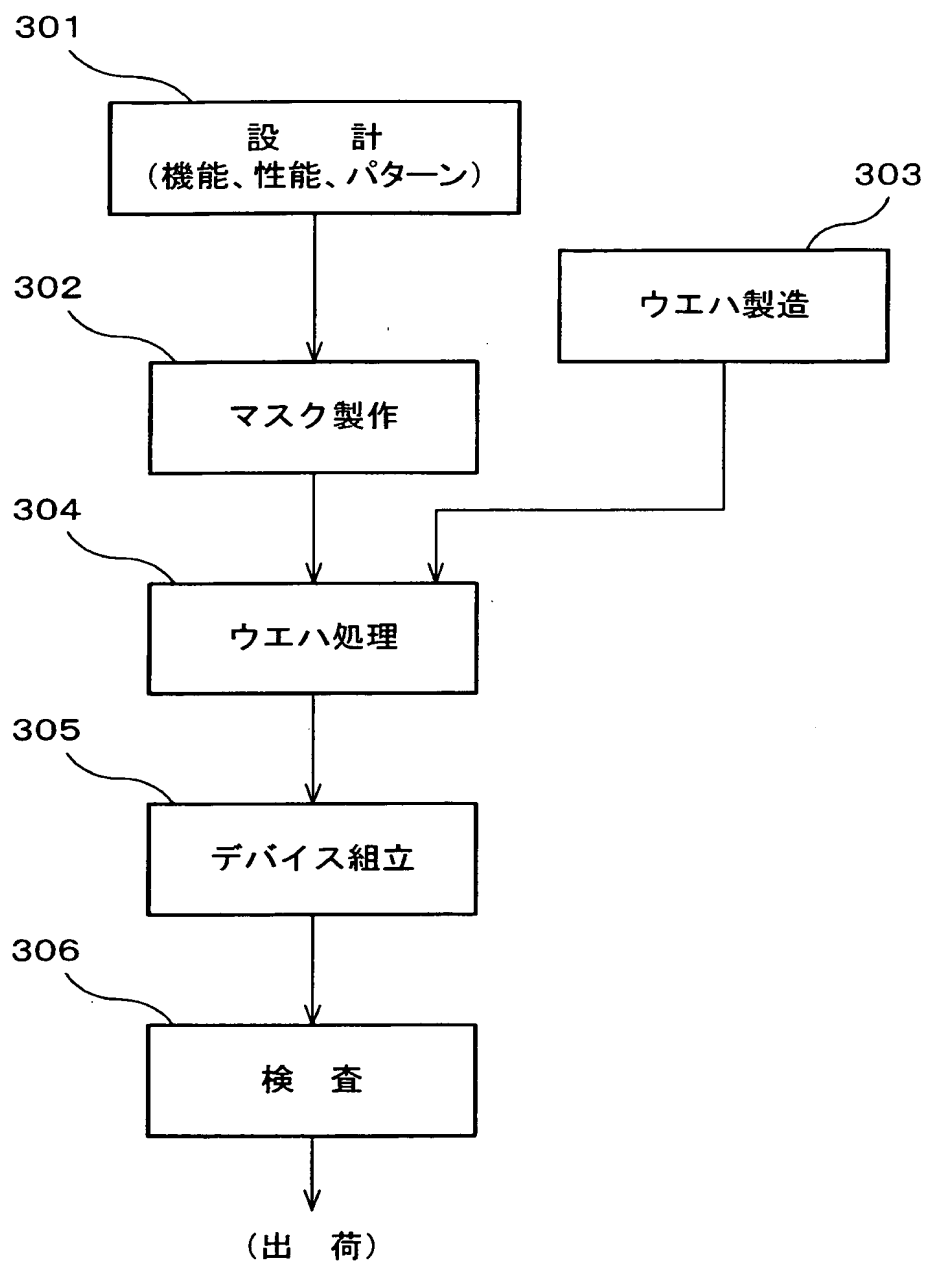 301
設　計
(機能、性能、パターン)
303
ウエハ製造
302
マスク製作
304
ウエハ処理
305
デバイス組立
306
検　査
(出　荷)